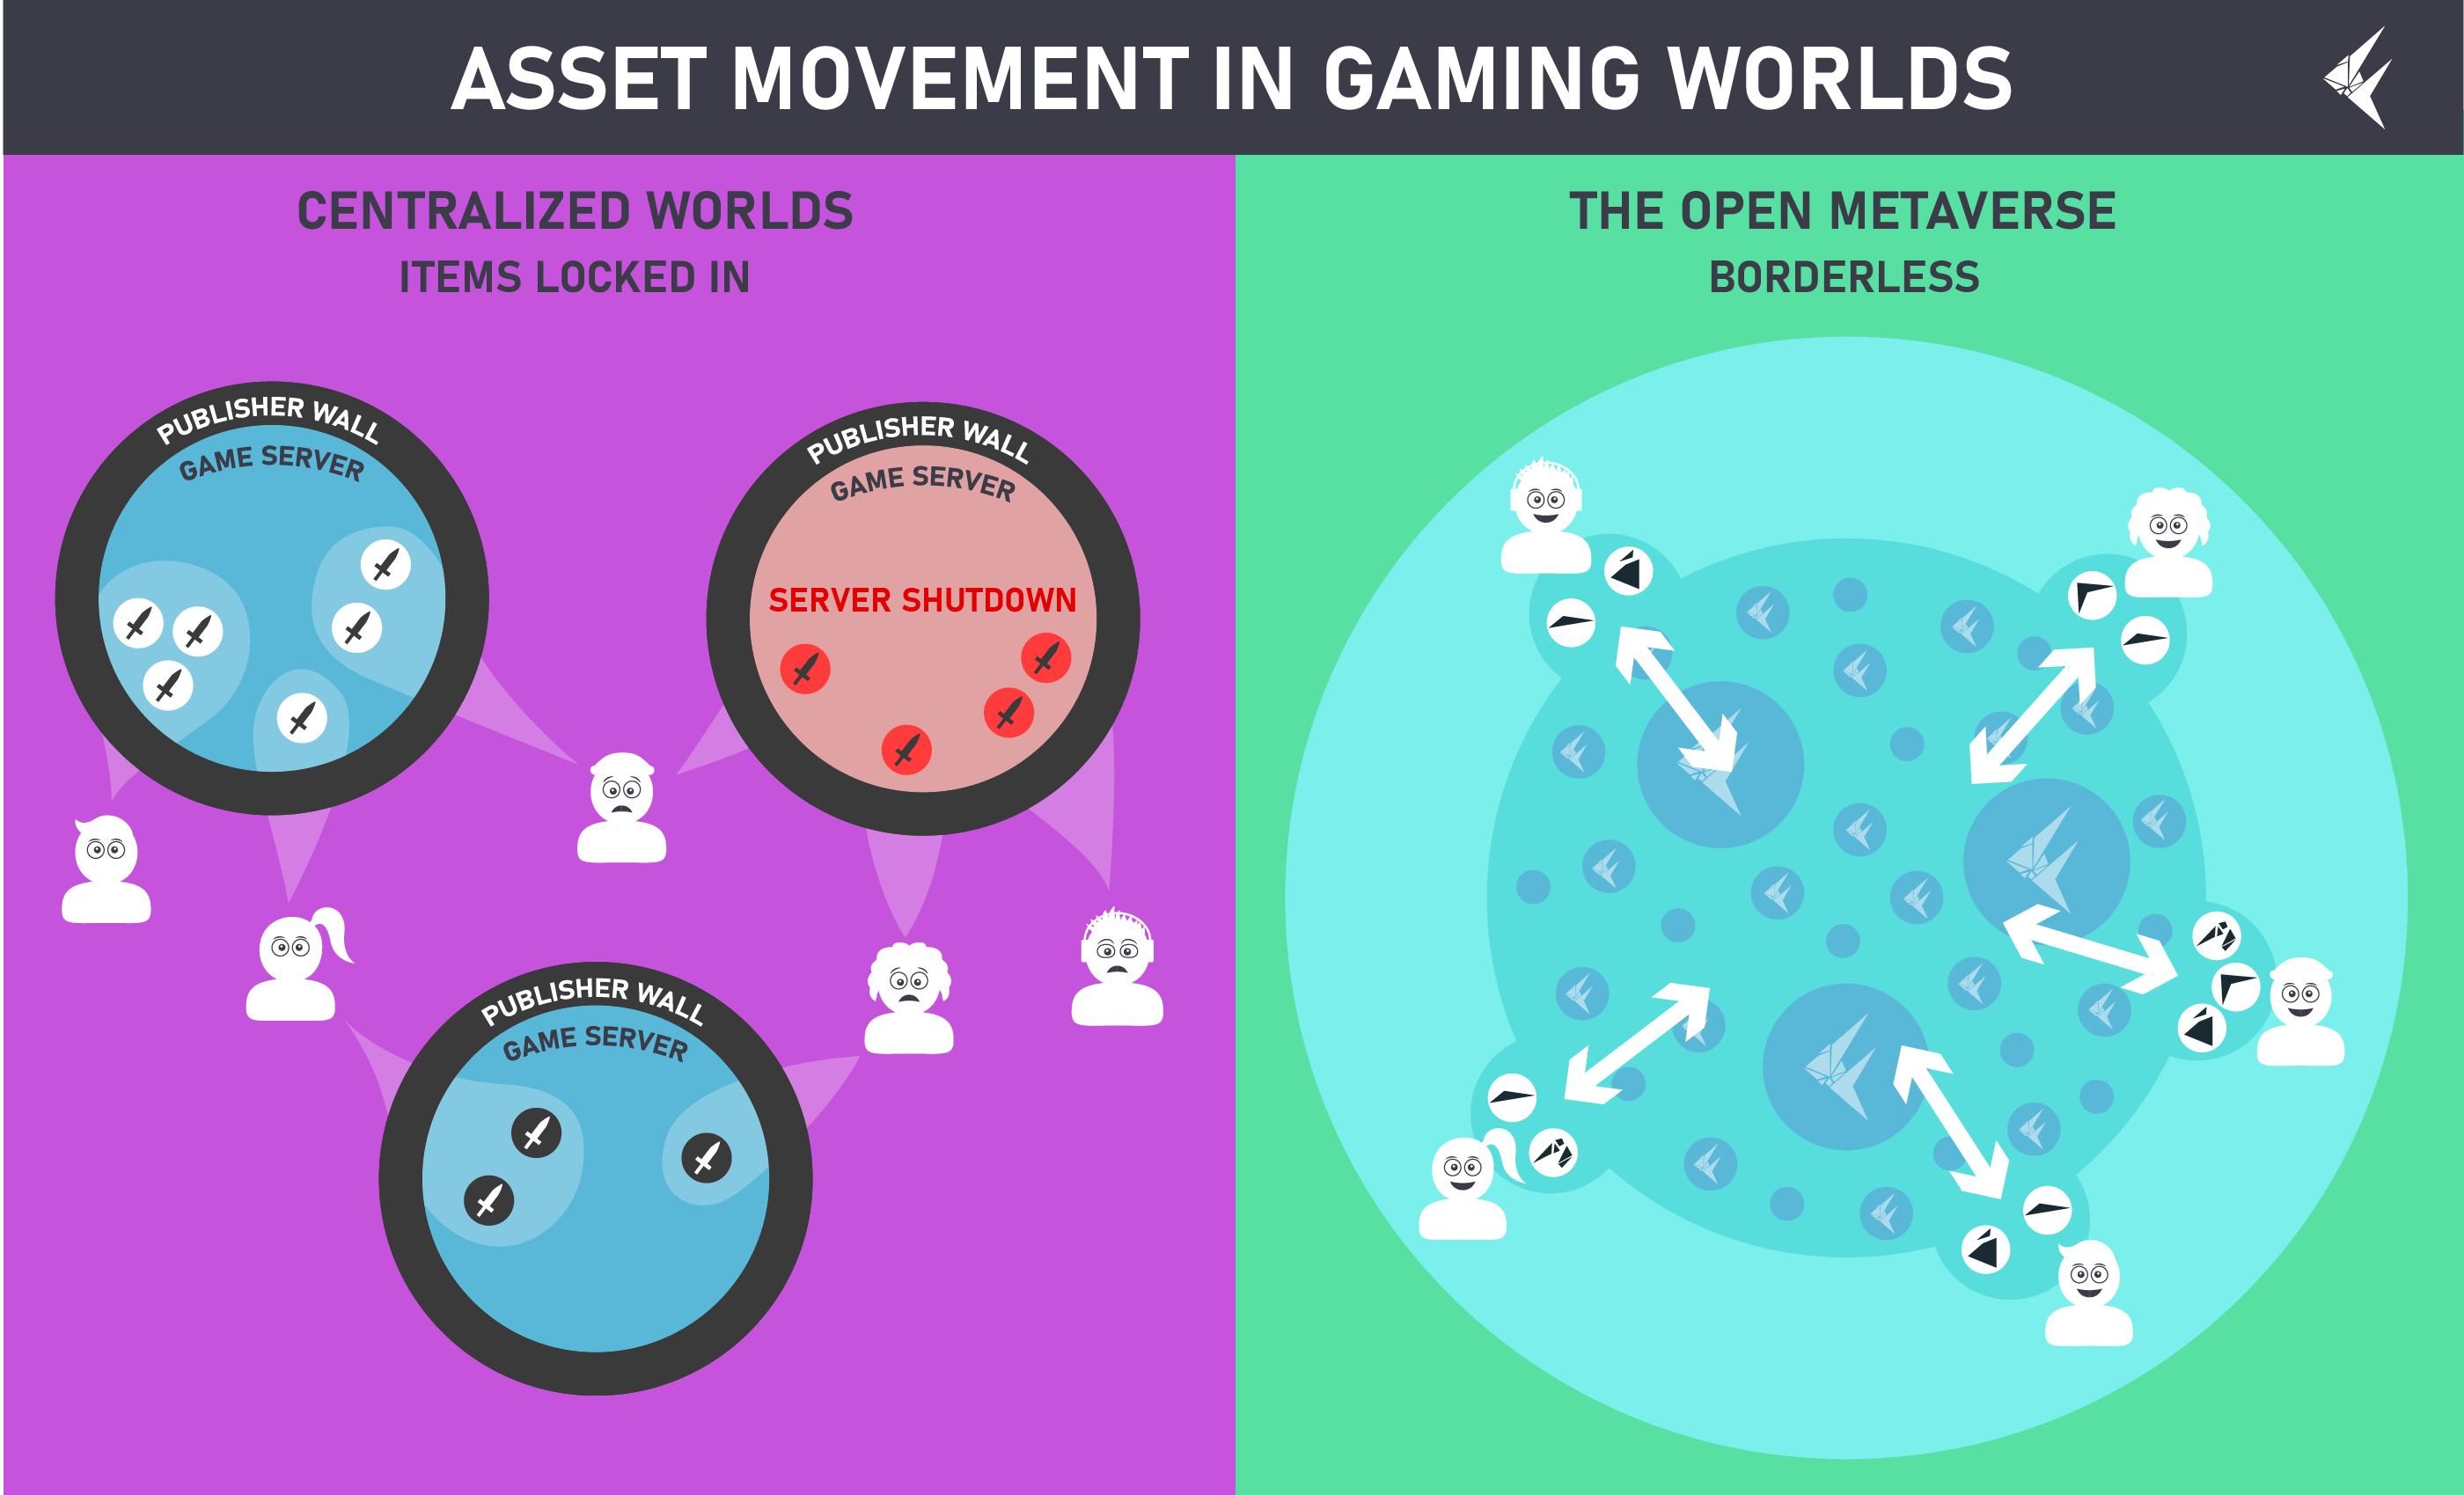 ASSET MOVEMENT IN GAMING WORLDS
CENTRALIZED WORLDS
ITEMS LOCKED IN
PUBLISHER WALL
GAME SERVER
PUBLISHER WALL
GAME SERVER
SERVER SHUTDOWN
PUBLISHER WALL
GAME SERVER
THE OPEN METAVERSE
BORDERLESS